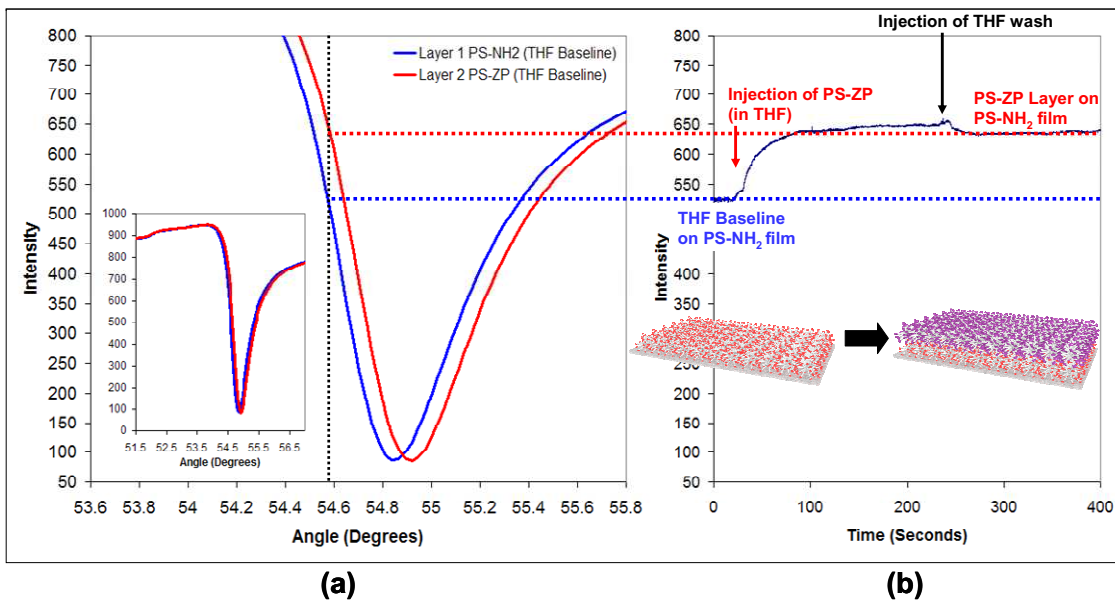 800
750
700
650
600
550
500
450
400
350
300
250
200
150
100
50
Intensity
53.6 53.8 54 54.2 54.4 54.6 54.8 55 55.2 55.4 55.6 55.8
Angle (Degrees)
Layer 1 PS-NH2 (THF Baseline)
Layer 2 PS-ZP (THF Baseline)
1000
900
800
700
600
500
400
300
200
100
0
Intensity
51.5 52.5 53.5 54.5 55.5 56.5
Angle (Degrees)
(a)
Injection of THF wash
800
750
700
650
600
550
500
450
400
350
300
250
200
150
100
50
Intensity
Injection of PS-ZP
(in THF)
PS-ZP Layer on
PS-NH2 film
THF Baseline
on PS-NH2 film
0 100 200 300 400
Time (Seconds)
(b)